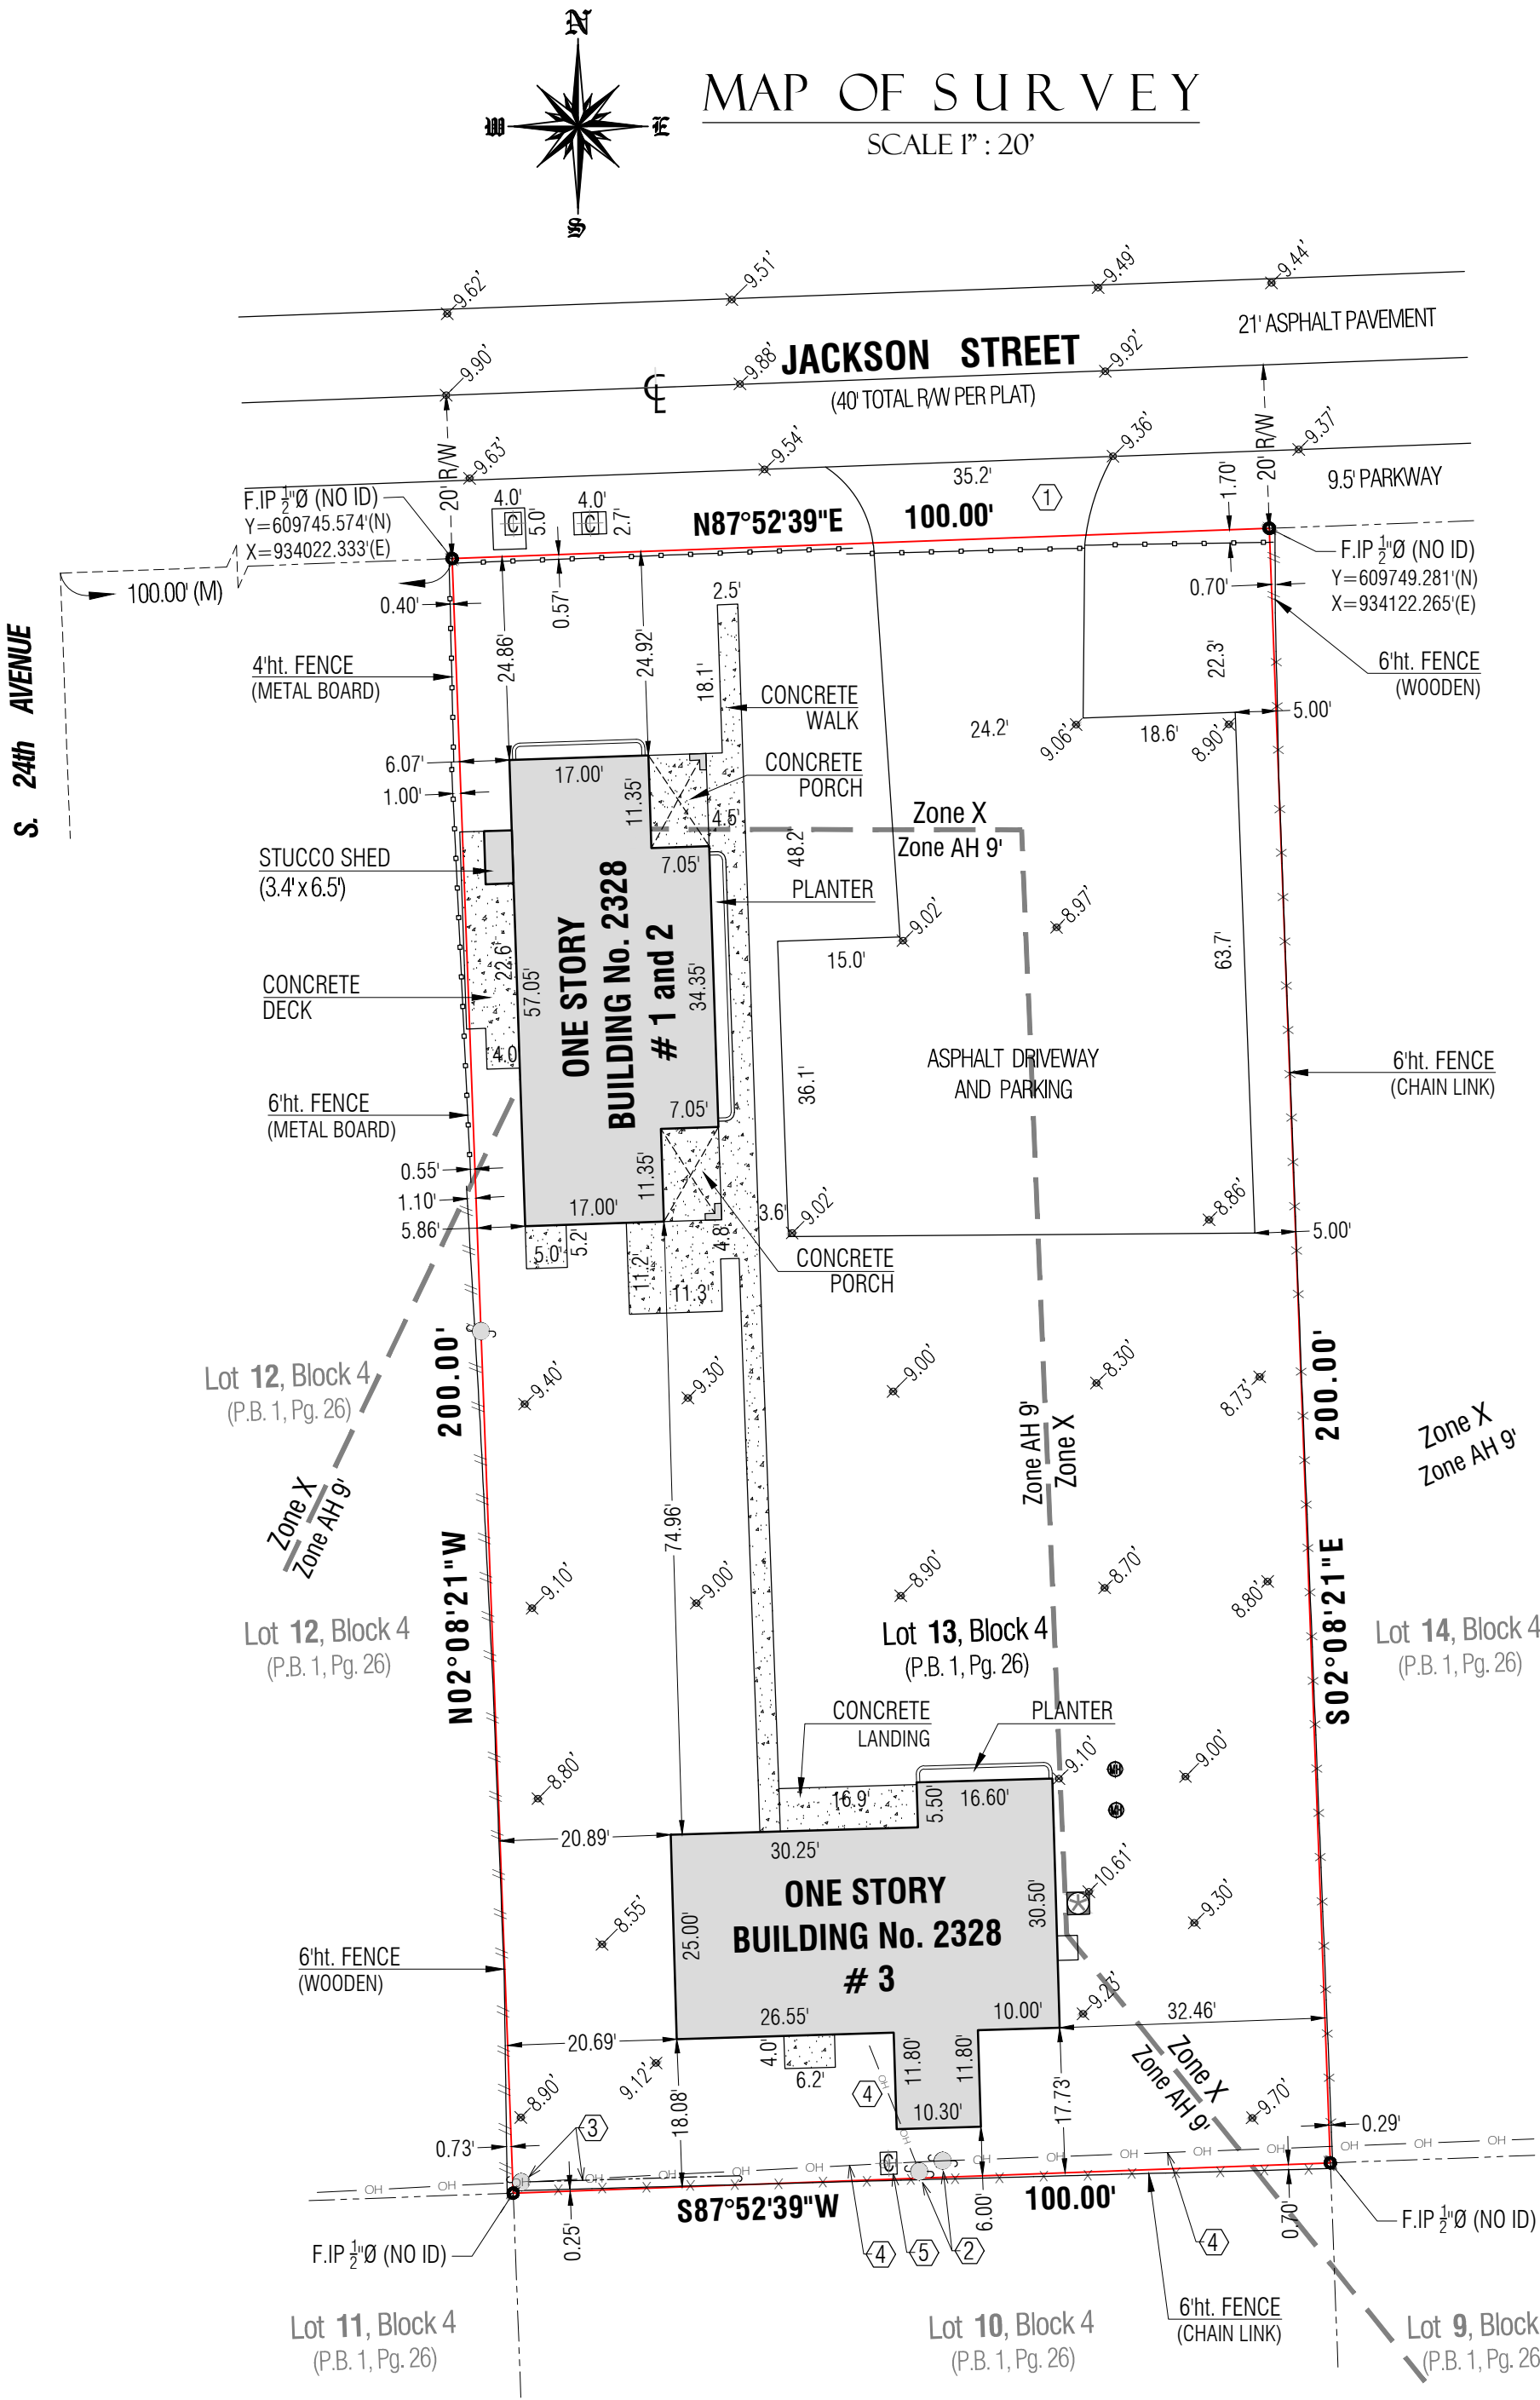 N
W
E
S
MAP OF SURVEY
SCALE 1" : 20'
9.62'
9.51'
9.49'
9.44'
21' ASPHALT PAVEMENT
9.90'
9.88'
JACKSON STREET
9.92'
(40' TOTAL R/W PER PLAT)
℄
20' R/W
9.63'
9.54'
35.2'
9.36'
1
20' R/W
1.70'
9.37'
9.5' PARKWAY
F.IP ½"Ø (NO ID)
Y=609745.574'(N)
X=934022.333'(E)
4.0'
C
5.0'
4.0'
C
2.7'
N87°52'39"E 100.00'
F.IP ½"Ø (NO ID)
Y=609749.281'(N)
X=934122.265'(E)
100.00' (M)
S. 24th AVENUE
0.40'
0.57'
2.5'
0.70'
4'ht. FENCE
(METAL BOARD)
24.86'
24.92'
18.1'
CONCRETE
WALK
22.3'
6'ht. FENCE
(WOODEN)
24.2'
9.06'
18.6'
8.90'
5.00'
6.07'
1.00'
17.00'
11.35'
CONCRETE
PORCH
4.5'
Zone X
Zone AH 9'
48.2'
STUCCO SHED
(3.4' x 6.5')
7.05'
PLANTER
8.97'
9.02'
15.0'
63.7'
CONCRETE
DECK
22.6'
57.05'
ONE STORY
BUILDING No. 2328
# 1 and 2
34.35'
4.0'
36.1'
ASPHALT DRIVEWAY
AND PARKING
6'ht. FENCE
(CHAIN LINK)
6'ht. FENCE
(METAL BOARD)
7.05'
0.55'
1.10'
5.86'
11.35'
17.00'
3.6'
9.02'
8.86'
5.00'
5.0'
5.2'
11.2'
11.3'
4.8'
CONCRETE
PORCH
Lot 12, Block 4
(P.B. 1, Pg. 26)
200.00'
9.40'
9.30'
9.00'
8.30'
8.73'
200.00'
Zone X
Zone AH 9'
Zone AH 9'
Zone X
Zone X
Zone AH 9'
74.96'
N02°08'21"W
9.10'
9.00'
8.90'
8.70'
8.80'
S02°08'21"E
Lot 12, Block 4
(P.B. 1, Pg. 26)
Lot 13, Block 4
(P.B. 1, Pg. 26)
Lot 14, Block 4
(P.B. 1, Pg. 26)
CONCRETE
LANDING
PLANTER
8.80'
9.10'
MH
9.00'
16.9'
5.50'
16.60'
MH
20.89'
30.25'
10.61'
ONE STORY
BUILDING No. 2328
# 3
8.55'
25.00'
30.50'
9.30'
6'ht. FENCE
(WOODEN)
26.55'
10.00'
9.23'
32.46'
20.69'
9.12'
4.0'
6.2'
11.80'
11.80'
Zone X
Zone AH 9'
8.90'
18.08'
OH
4
10.30'
17.73'
9.70'
0.29'
0.73'
3
OH
C
OH OH OH OH OH OH OH OH OH OH OH
S87°52'39"W 100.00'
F.IP ½"Ø (NO ID)
0.25'
4
5
2
6.00'
4
0.70'
F.IP ½"Ø (NO ID)
Lot 11, Block 4
(P.B. 1, Pg. 26)
Lot 10, Block 4
(P.B. 1, Pg. 26)
6'ht. FENCE
(CHAIN LINK)
Lot 9, Block
(P.B. 1, Pg. 26